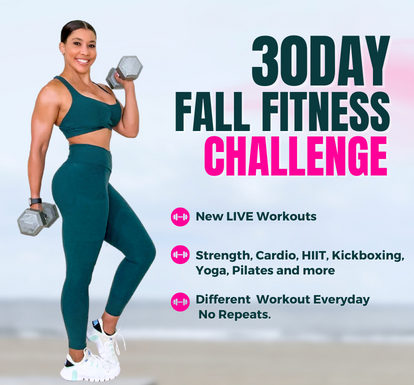 30DAY
FALL FITNESS
CHALLENGE
New LIVE Workouts
Strength, Cardio, HIIT, Kickboxing,
Yoga, Pilates and more
Different Workout Everyday
No Repeats.